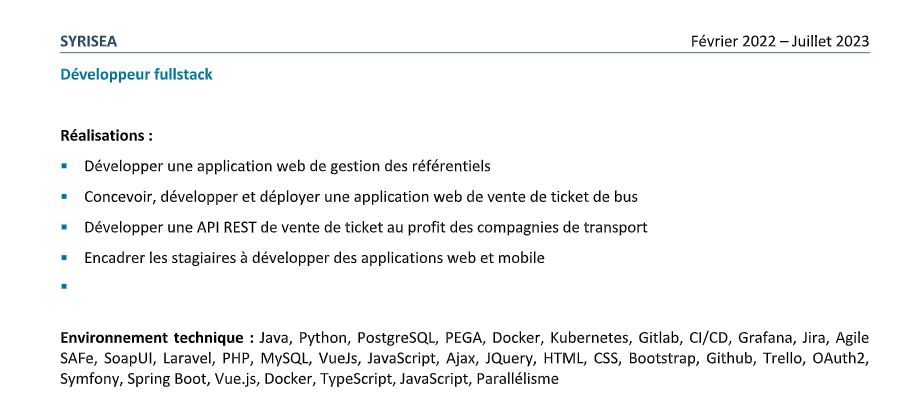 SYRISEA Février 2022 – Juillet 2023
Développeur fullstack
Réalisations :
▪ Développer une application web de gestion des référentiels
▪ Concevoir, développer et déployer une application web de vente de ticket de bus
▪ Développer une API REST de vente de ticket au profit des compagnies de transport
▪ Encadrer les stagiaires à développer des applications web et mobile
▪
Environnement technique : Java, Python, PostgreSQL, PEGA, Docker, Kubernetes, Gitlab, CI/CD, Grafana, Jira, Agile
SAFe, SoapUI, Laravel, PHP, MySQL, VueJs, JavaScript, Ajax, JQuery, HTML, CSS, Bootstrap, Github, Trello, OAuth2,
Symfony, Spring Boot, Vue.js, Docker, TypeScript, JavaScript, Parallélisme